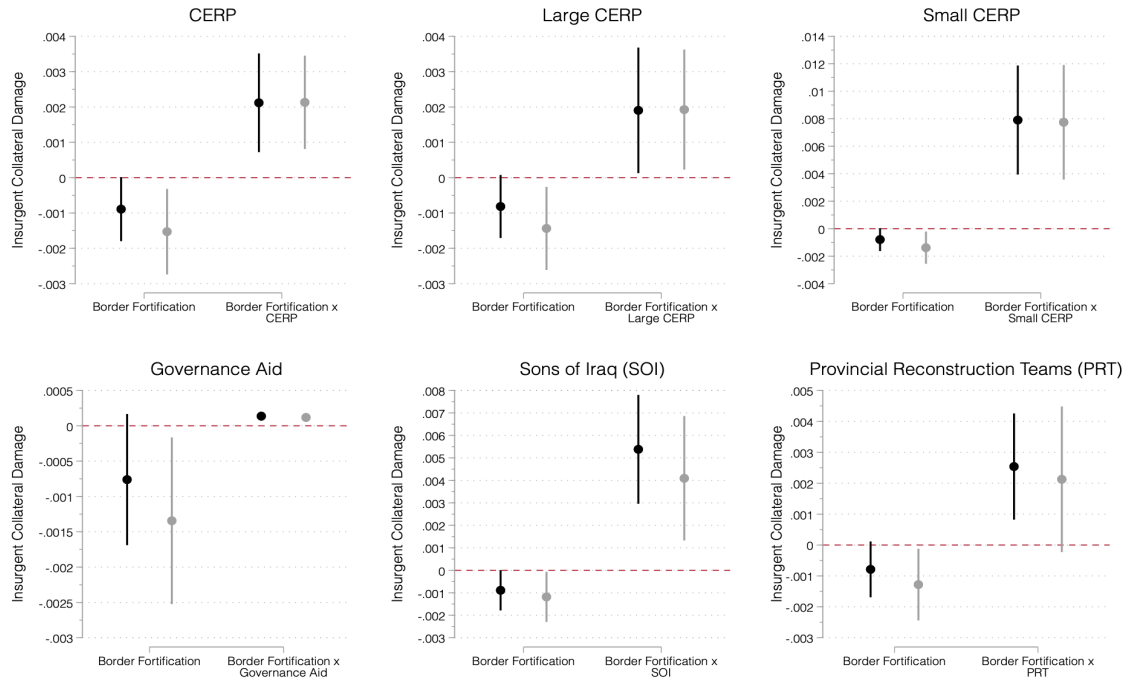 CERP
Insurgent Collateral Damage
.004
.003
.002
.001
0
-.001
-.002
-.003
Border Fortification
Border Fortification x
CERP
Large CERP
Insurgent Collateral Damage
.004
.003
.002
.001
0
-.001
-.002
-.003
Border Fortification
Border Fortification x
Large CERP
Small CERP
Insurgent Collateral Damage
.014
.012
.01
.008
.006
.004
.002
0
-.002
-.004
Border Fortification
Border Fortification x
Small CERP
Governance Aid
Insurgent Collateral Damage
.0005
0
-.0005
-.001
-.0015
-.002
-.0025
-.003
Border Fortification
Border Fortification x
Governance Aid
Sons of Iraq (SOI)
Insurgent Collateral Damage
.008
.007
.006
.005
.004
.003
.002
.001
0
-.001
-.002
-.003
Border Fortification
Border Fortification x
SOI
Provincial Reconstruction Teams (PRT)
Insurgent Collateral Damage
.005
.004
.003
.002
.001
0
-.001
-.002
-.003
Border Fortification
Border Fortification x
PRT